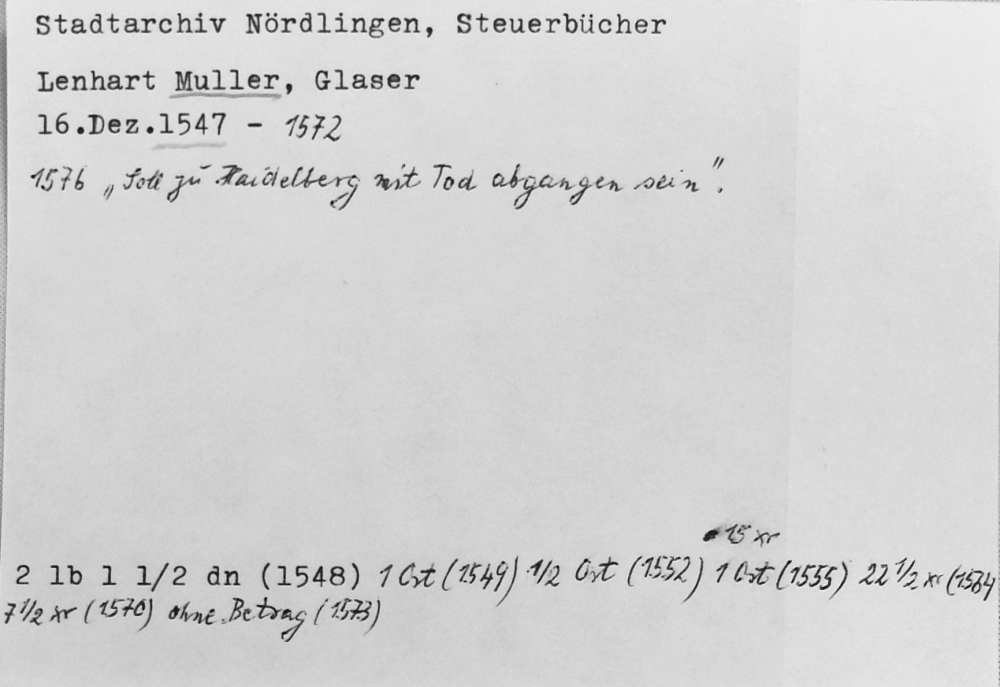 Stadtarchiv Nördlingen, Steuerbücher
Lenhart Muller, Glaser
16.Dez.1547 - 1572
1576 „Soll zu Haidelberg mit Tod abgangen sein".
15 xr
2 lb 1 1/2 dn (1548) 1 Ort (1549) 1/2 Ort (1552) 1 Ort (1555) 22 1/2 xr (1564
7 1/2 xr (1570) ohne Betrag (1573)